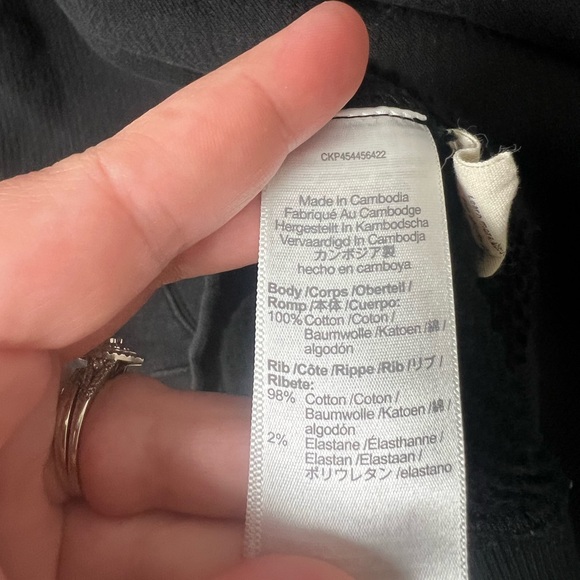 CKP454456422
Made in Cambodia
Fabriqué Au Cambodge
Hergestellt In Kambodscha
Vervaardigd In Cambodja
カンボジア製
hecho en camboya
Body /Corps /Oberteil /
Romp /本体 /Cuerpo:
100% Cotton /Coton /
Baumwolle /Katoen /綿 /
algodón
Rib /Côte /Rippe /Rib /リブ /
Ribete:
98% Cotton /Coton /
Baumwolle /Katoen /綿 /
algodón
2% Elastane /Élasthanne /
Elastan /Elastaan /
ポリウレタン /elastano